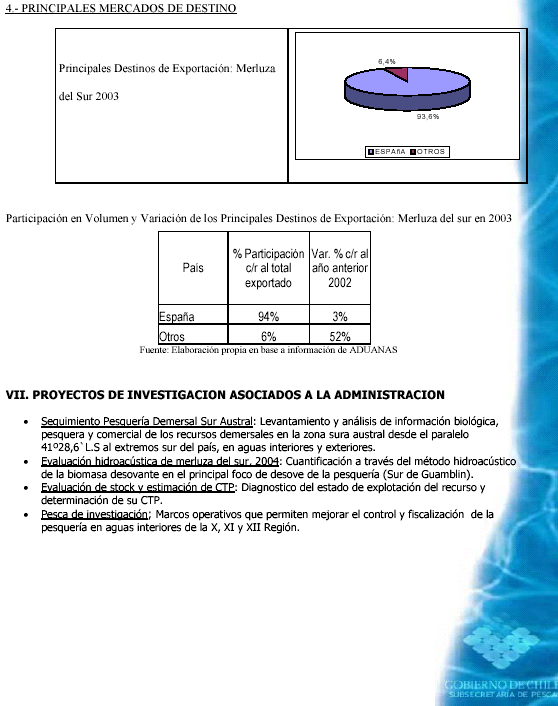 4.- PRINCIPALES MERCADOS DE DESTINO
Principales Destinos de Exportación: Merluza
del Sur 2003
6,4%
93,6%
ESPAñA OTROS
Participación en Volumen y Variación de los Principales Destinos de Exportación: Merluza del sur en 2003
País
% Participación
c/r al total
exportado
Var. % c/r al
año anterior
2002
España 94% 3%
Otros 6% 52%
Fuente: Elaboración propia en base a información de ADUANAS
VII. PROYECTOS DE INVESTIGACION ASOCIADOS A LA ADMINISTRACION
• Seguimiento Pesquería Demersal Sur Austral: Levantamiento y análisis de información biológica,
pesquera y comercial de los recursos demersales en la zona sura austral desde el paralelo
41º28,6`L.S al extremos sur del país, en aguas interiores y exteriores.
• Evaluación hidroacústica de merluza del sur, 2004: Cuantificación a través del método hidroacústico
de la biomasa desovante en el principal foco de desove de la pesquería (Sur de Guamblin).
• Evaluación de stock y estimación de CTP: Diagnostico del estado de explotación del recurso y
determinación de su CTP.
• Pesca de investigación; Marcos operativos que permiten mejorar el control y fiscalización de la
pesquería en aguas interiores de la X, XI y XII Región.
GOBIERNO DE CHILE
SUBSECRETARIA DE PESCA